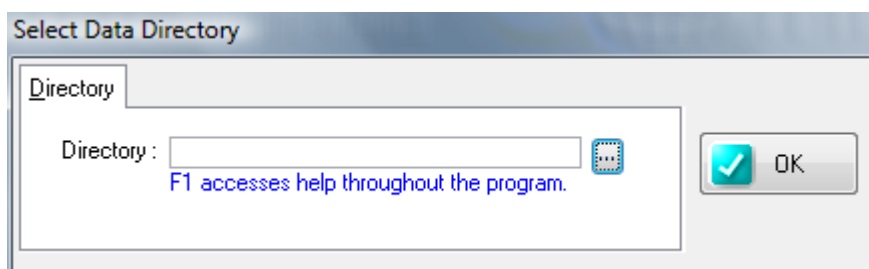 Select Data Directory
Directory
Directory :
...
OK
F1 accesses help throughout the program.